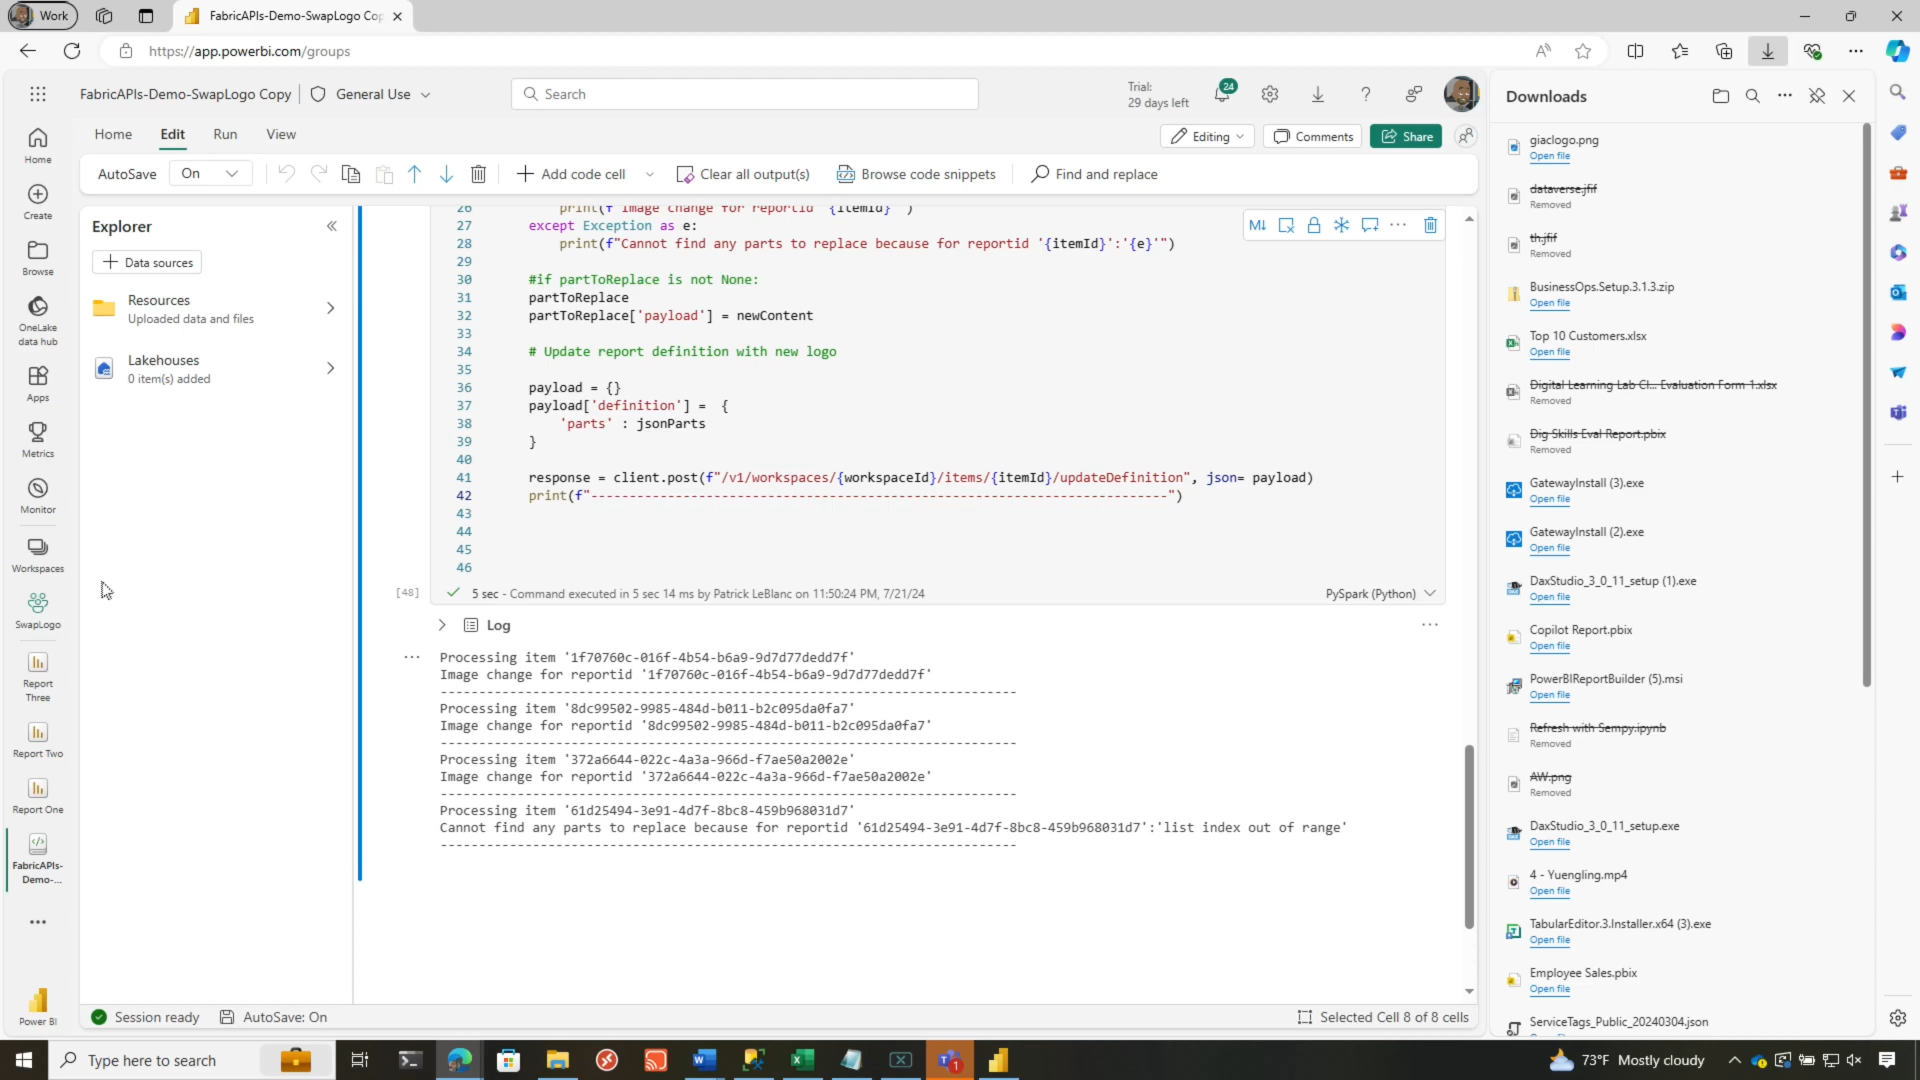 Work
FabricAPIs-Demo-SwapLogo Cop
https://app.powerbi.com/groups
FabricAPIs-Demo-SwapLogo Copy
General Use
Search
Trial:
29 days left
24
Home
Edit
Run
View
Editing
Comments
Share
AutoSave
On
Add code cell
Clear all output(s)
Browse code snippets
Find and replace
Home
Create
Browse
OneLake
data hub
Apps
Metrics
Monitor
Workspaces
SwapLogo
Report
Three
Report Two
Report One
FabricAPIs-
Demo-...
Power BI
Explorer
Data sources
Resources
Uploaded data and files
Lakehouses
0 item(s) added
26 print(f"Image change for reportid '{itemId}'")
27 except Exception as e:
28 print(f"Cannot find any parts to replace because for reportid '{itemId}':'{e}'")
29
30 #if partToReplace is not None:
31 partToReplace
32 partToReplace['payload'] = newContent
33
34 # Update report definition with new logo
35
36 payload = {}
37 payload['definition'] = {
38 'parts' : jsonParts
39 }
40
41 response = client.post(f"/v1/workspaces/{workspaceId}/items/{itemId}/updateDefinition", json= payload)
42 print(f"--------------------------------------------------------------------------")
43
44
45
46
[48]
5 sec - Command executed in 5 sec 14 ms by Patrick LeBlanc on 11:50:24 PM, 7/21/24
PySpark (Python)
Log
Processing item '1f70760c-016f-4b54-b6a9-9d7d77dedd7f'
Image change for reportid '1f70760c-016f-4b54-b6a9-9d7d77dedd7f'
--------------------------------------------------------------------------
Processing item '8dc99502-9985-484d-b011-b2c095da0fa7'
Image change for reportid '8dc99502-9985-484d-b011-b2c095da0fa7'
--------------------------------------------------------------------------
Processing item '372a6644-022c-4a3a-966d-f7ae50a2002e'
Image change for reportid '372a6644-022c-4a3a-966d-f7ae50a2002e'
--------------------------------------------------------------------------
Processing item '61d25494-3e91-4d7f-8bc8-459b968031d7'
Cannot find any parts to replace because for reportid '61d25494-3e91-4d7f-8bc8-459b968031d7':'list index out of range'
--------------------------------------------------------------------------
Session ready
AutoSave: On
Selected Cell 8 of 8 cells
Downloads
giaclogo.png
Open file
dataverse.jfif
Removed
th.jfif
Removed
BusinessOps.Setup.3.1.3.zip
Open file
Top 10 Customers.xlsx
Open file
Digital Learning Lab Cl... Evaluation Form 1.xlsx
Removed
Dig Skills Eval Report.pbix
Removed
GatewayInstall (3).exe
Open file
GatewayInstall (2).exe
Open file
DaxStudio_3_0_11_setup (1).exe
Open file
Copilot Report.pbix
Open file
PowerBIReportBuilder (5).msi
Open file
Refresh with Sempy.ipynb
Removed
AW.png
Removed
DaxStudio_3_0_11_setup.exe
Open file
4 - Yuengling.mp4
Open file
TabularEditor.3.Installer.x64 (3).exe
Open file
Employee Sales.pbix
Open file
ServiceTags_Public_20240304.json
Type here to search
1
73°F Mostly cloudy